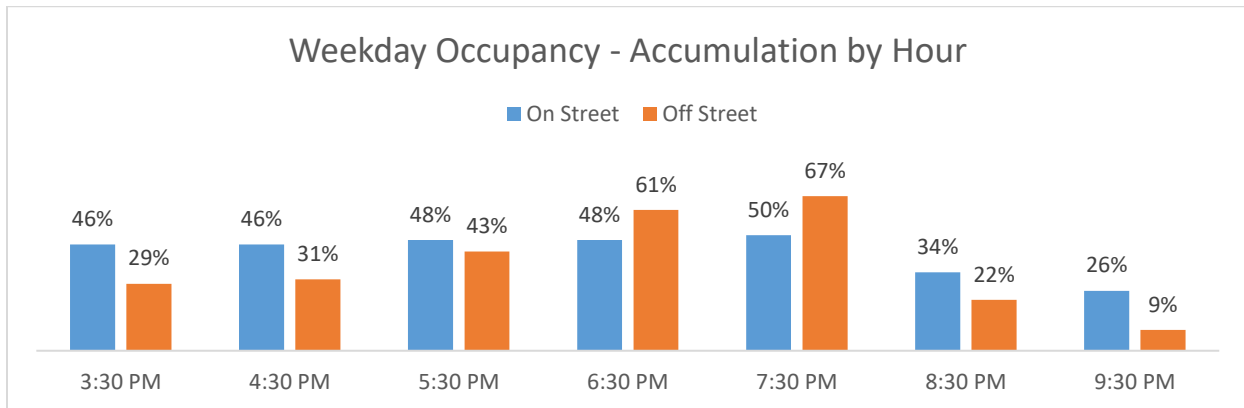 Weekday Occupancy - Accumulation by Hour
On Street Off Street
46% 29% 46% 31% 48% 43% 48% 61% 50% 67% 34% 22% 26% 9%
3:30 PM 4:30 PM 5:30 PM 6:30 PM 7:30 PM 8:30 PM 9:30 PM